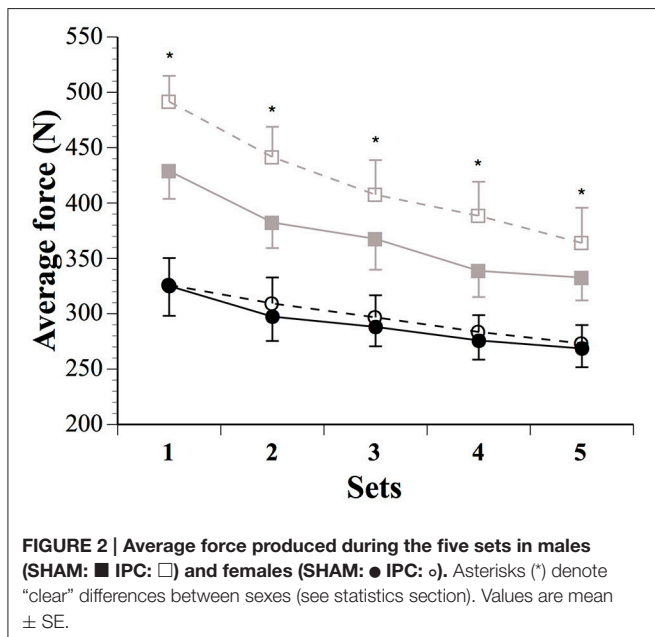 550
500
450
400
350
300
250
200
Average force (N)
* * * * *
1 2 3 4 5
Sets
FIGURE 2 | Average force produced during the five sets in males
(SHAM: ■ IPC: □) and females (SHAM: ● IPC: ○). Asterisks (*) denote
“clear” differences between sexes (see statistics section). Values are mean
± SE.